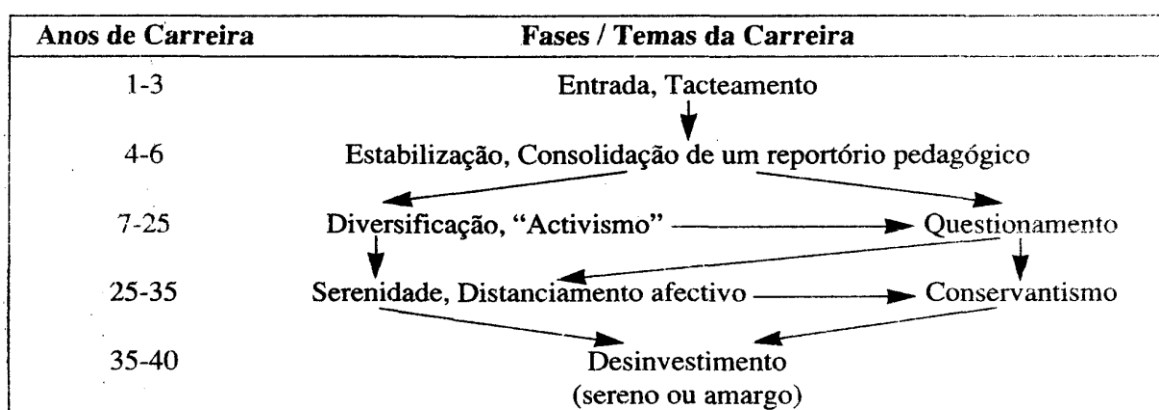 Anos de Carreira Fases / Temas da Carreira
1-3 Entrada, Tacteamento
4-6 Estabilização, Consolidação de um reportório pedagógico
7-25 Diversificação, “Activismo” Questionamento
25-35 Serenidade, Distanciamento afectivo Conservantismo
35-40 Desinvestimento
(sereno ou amargo)